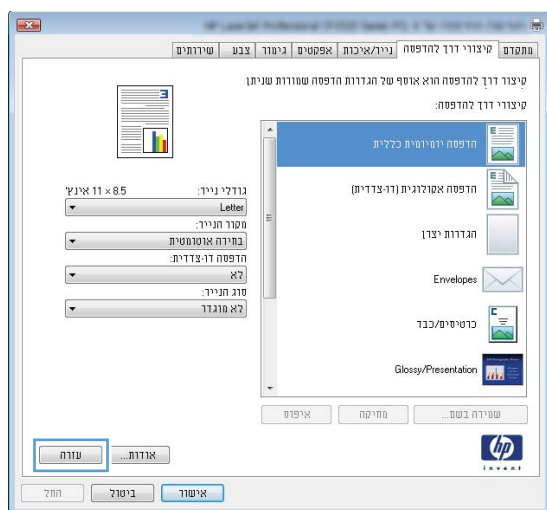 מתקדם קיצורי דרך להדפסה נייר/איכות אפקטים גימור צבע שירותים
קיצור דרך להדפסה הוא אוסף של הגדרות הדפסה שמורות שנית
קיצורי דרך להדפסה:
הדפסה יומיומית כללית
הדפסה אקולוגית (דו-צדדית)
הגדרות יצרן
Envelopes
כרטיסים/כבד
Glossy/Presentation
גודלי נייר: 8.5 × 11 אינץ'
Letter
מקור הנייר:
בחירה אוטומטית
הדפסה דו-צדדית:
לא
סוג הנייר:
לא מוגדר
שמירה בשם... מחיקה איפוס
hp
invent
אודות... עזרה
אישור ביטול החל